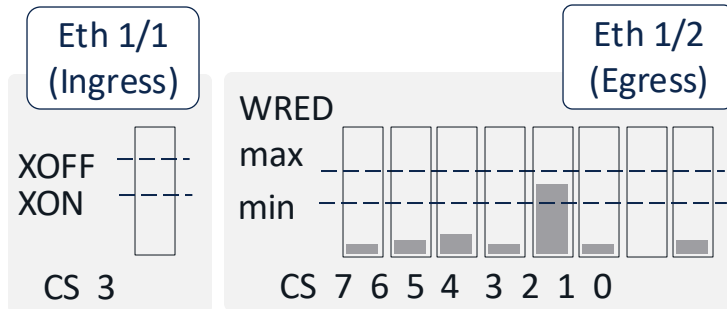 Eth 1/1
(Ingress)
XOFF
XON
CS 3
Eth 1/2
(Egress)
WRED
max
min
CS 7 6 5 4 3 2 1 0